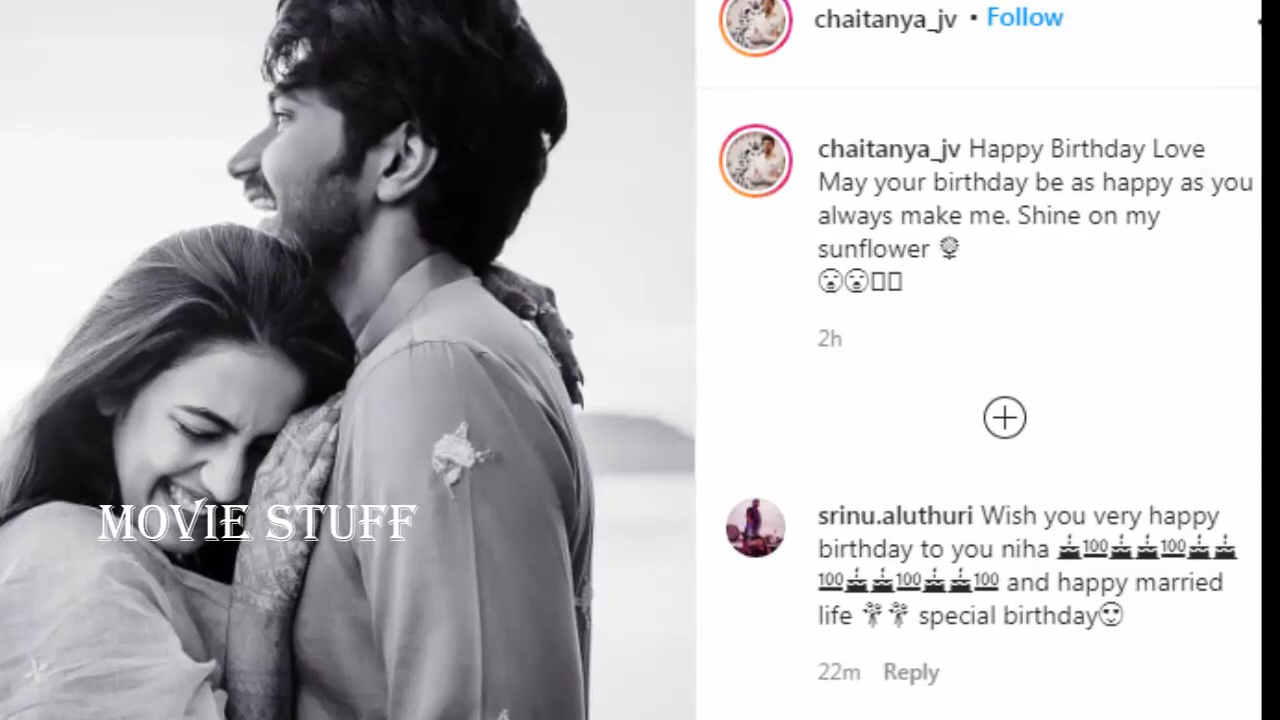 chaitanya_jv • Follow
chaitanya_jv Happy Birthday Love
May your birthday be as happy as you
always make me. Shine on my
sunflower 🌻
😮😮
2h
MOVIE STUFF
srinu.aluthuri Wish you very happy
birthday to you niha 🎂💯🎂🎂💯🎂🎂
💯🎂🎂💯🎂🎂💯 and happy married
life 💐💐 special birthday😍
22m Reply